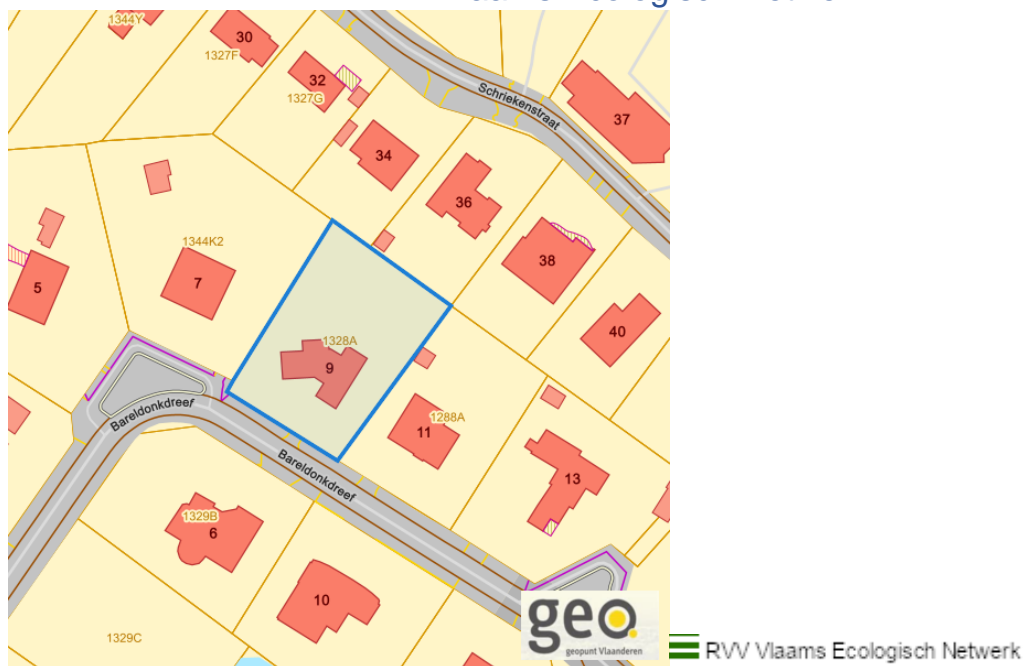 1344Y
30
1327F
32
1327G
Schriekenstraat
37
34
36
1344K2
38
7
5
40
1328A
9
1288A
11
Bareldonkdreef
Bareldonkdreef
13
1329B
6
10
1329C
geo.
geopunt Vlaanderen
RVV Vlaams Ecologisch Netwerk